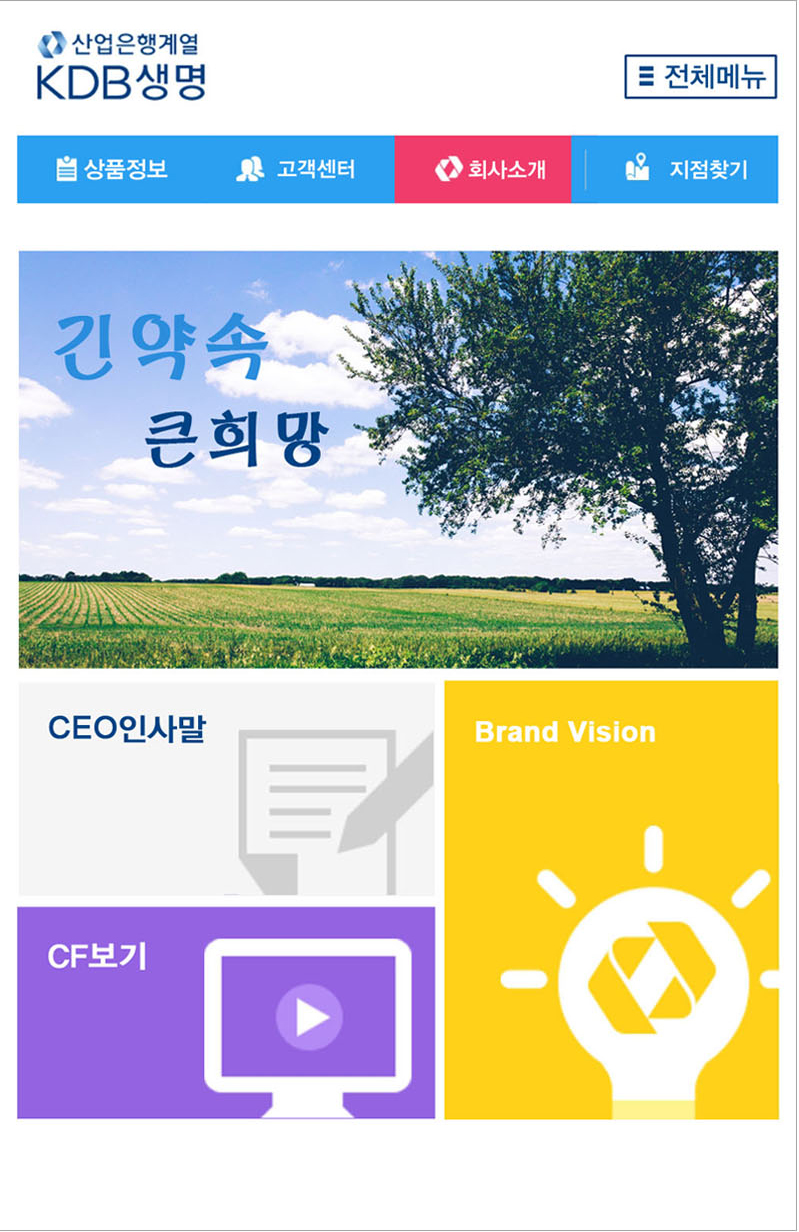 산업은행계열
KDB생명
전체메뉴
상품정보 고객센터 회사소개 지점찾기
긴약속
큰희망
CEO인사말
Brand Vision
CF보기